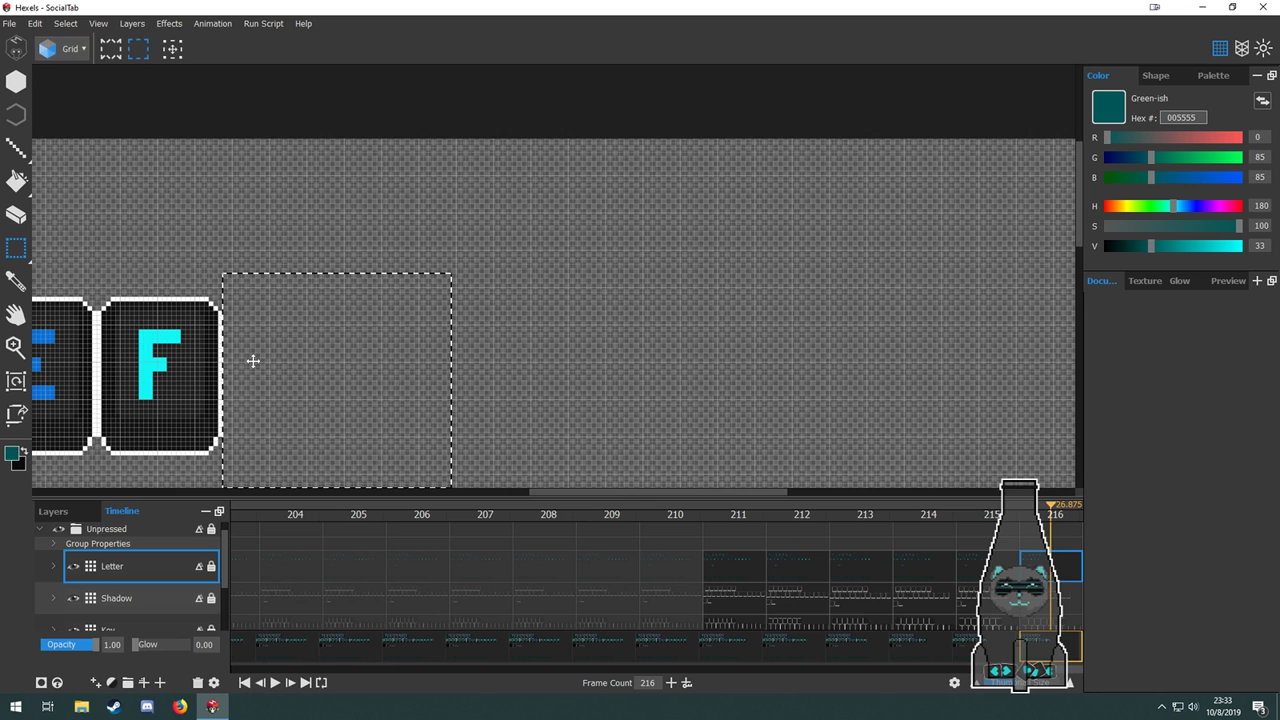 Hexels - SocialTab
File Edit Select View Layers Effects Animation Run Script Help
Grid
Color Shape Palette
Green-ish
Hex #: 005555
R 0
G 85
B 85
H 180
S 100
V 33
Docu... Texture Glow Preview
E F
Layers Timeline
26.875
204 205 206 207 208 209 210 211 212 213 214 215 216
Unpressed
Group Properties
Letter
Shadow
Opacity 1.00 Glow 0.00
Frame Count 216
Size
23:33
10/8/2019